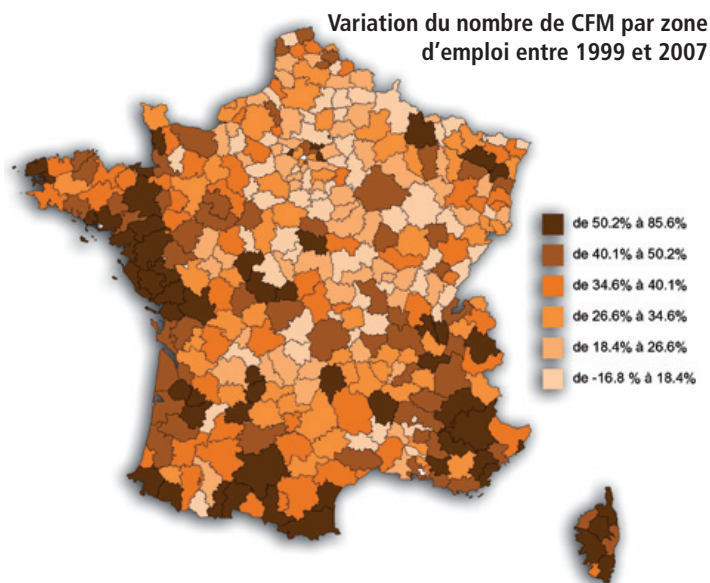 Variation du nombre de CFM par zone
d’emploi entre 1999 et 2007
de 50.2% à 85.6%
de 40.1% à 50.2%
de 34.6% à 40.1%
de 26.6% à 34.6%
de 18.4% à 26.6%
de -16.8 % à 18.4%